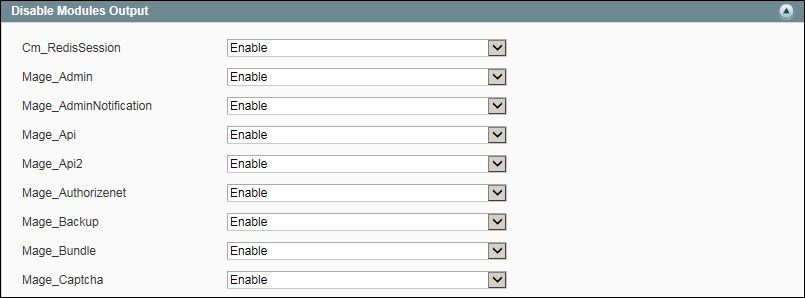 Disable Modules Output
Cm_RedisSession Enable
Mage_Admin Enable
Mage_AdminNotification Enable
Mage_Api Enable
Mage_Api2 Enable
Mage_Authorizenet Enable
Mage_Backup Enable
Mage_Bundle Enable
Mage_Captcha Enable